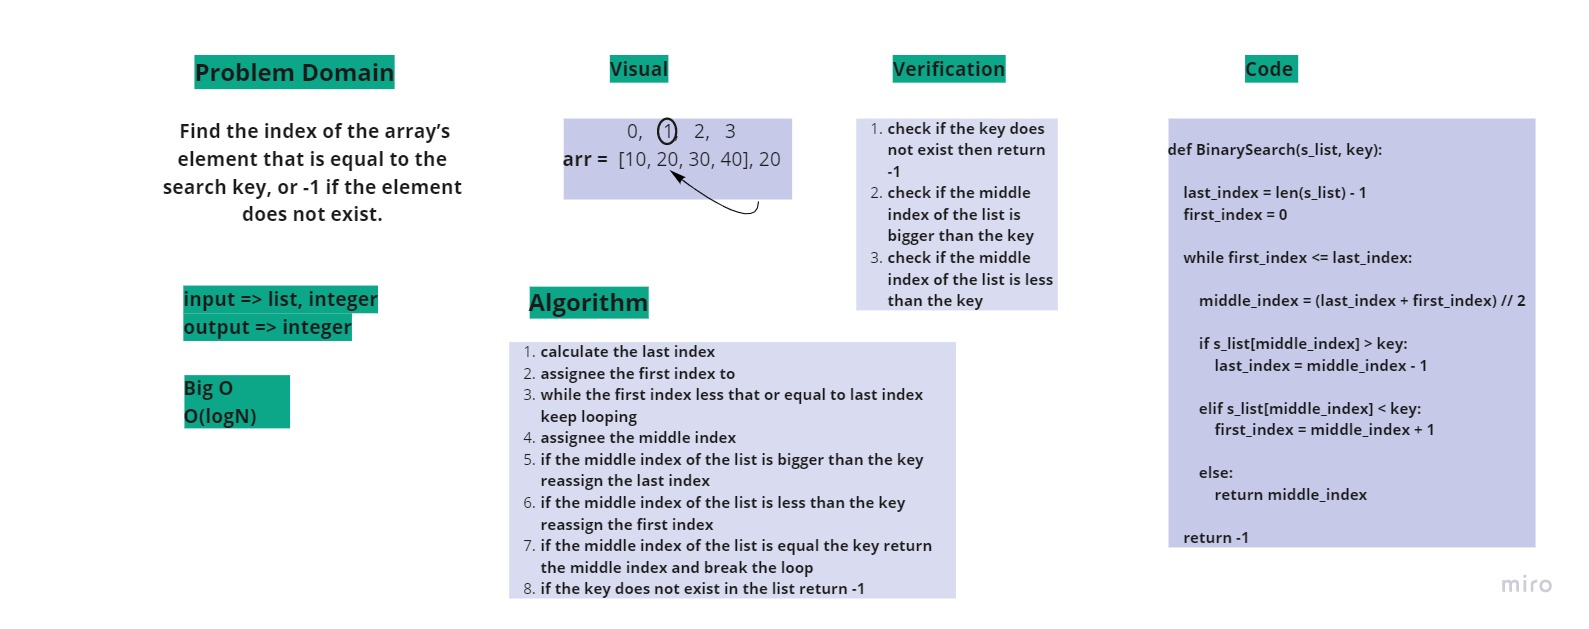 Problem Domain
Find the index of the array's
element that is equal to the
search key, or -1 if the element
does not exist.
input => list, integer
output => integer
Big O
O(logN)
Visual
0, 1, 2, 3
arr = [10, 20, 30, 40], 20
Algorithm
1. calculate the last index
2. assignee the first index to
3. while the first index less that or equal to last index
keep looping
4. assignee the middle index
5. if the middle index of the list is bigger than the key
reassign the last index
6. if the middle index of the list is less than the key
reassign the first index
7. if the middle index of the list is equal the key return
the middle index and break the loop
8. if the key does not exist in the list return -1
Verification
1. check if the key does
not exist then return
-1
2. check if the middle
index of the list is
bigger than the key
3. check if the middle
index of the list is less
than the key
Code
def BinarySearch(s_list, key):
last_index = len(s_list) - 1
first_index = 0
while first_index <= last_index:
middle_index = (last_index + first_index) // 2
if s_list[middle_index] > key:
last_index = middle_index - 1
elif s_list[middle_index] < key:
first_index = middle_index + 1
else:
return middle_index
return -1
miro